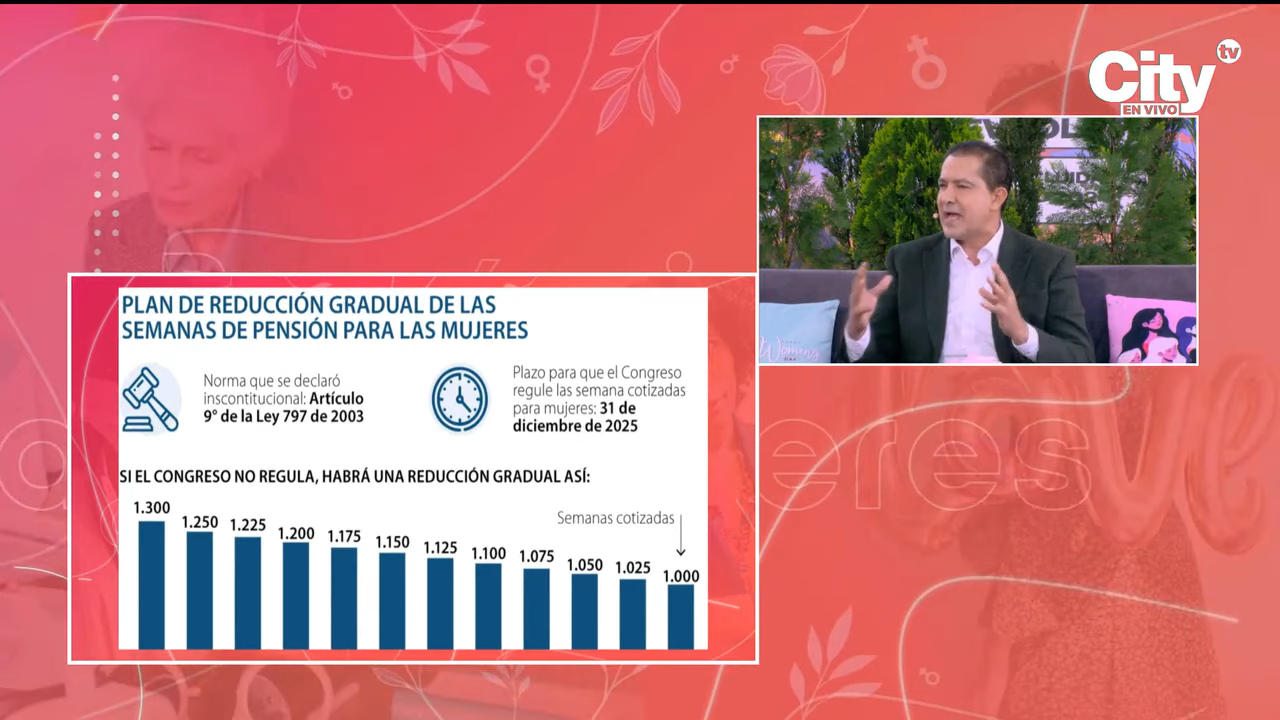 City tv
EN VIVO
PLAN DE REDUCCIÓN GRADUAL DE LAS
SEMANAS DE PENSIÓN PARA LAS MUJERES
Norma que se declaró
inscontitucional: Artículo
9° de la Ley 797 de 2003
Plazo para que el Congreso
regule las semana cotizadas
para mujeres: 31 de
diciembre de 2025
SI EL CONGRESO NO REGULA, HABRÁ UNA REDUCCIÓN GRADUAL ASÍ:
Semanas cotizadas
1.300 1.250 1.225 1.200 1.175 1.150 1.125 1.100 1.075 1.050 1.025 1.000